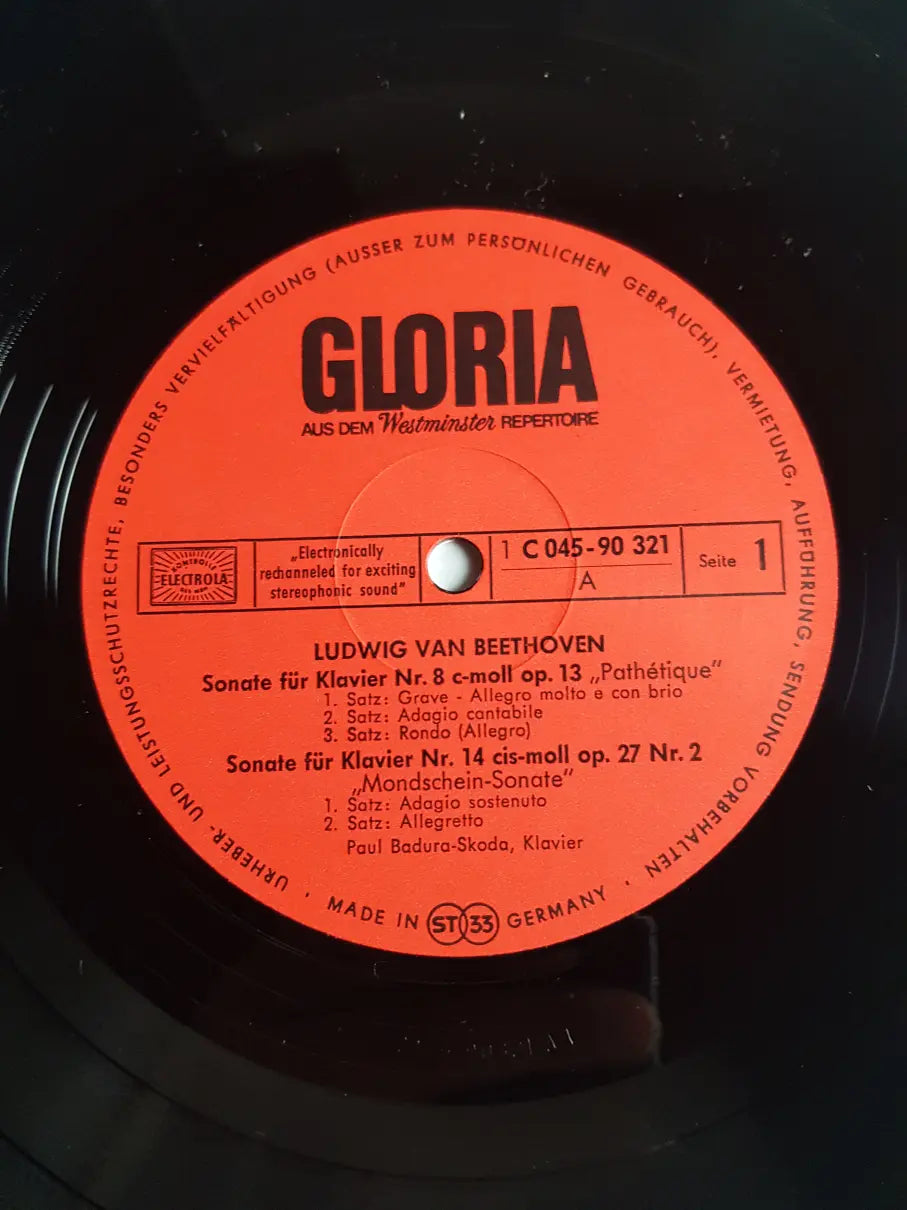 GLORIA
AUS DEM Westminster REPERTOIRE
KONTROLLE
ELECTROLA
„Electronically
rechanneled for exciting
stereophonic sound"
1 C 045-90 321
A
Seite 1
LUDWIG VAN BEETHOVEN
Sonate für Klavier Nr. 8 c-moll op. 13 „Pathétique"
1. Satz: Grave - Allegro molto e con brio
2. Satz: Adagio cantabile
3. Satz: Rondo (Allegro)
Sonate für Klavier Nr. 14 cis-moll op. 27 Nr. 2
„Mondschein-Sonate"
1. Satz: Adagio sostenuto
2. Satz: Allegretto
Paul Badura-Skoda, Klavier
URHEBER- UND LEISTUNGSSCHUTZRECHTE, BESONDERS VERVIELFÄLTIGUNG (AUSSER ZUM PERSÖNLICHEN GEBRAUCH), VERMIETUNG, AUFFÜHRUNG, SENDUNG VORBEHALTEN ·
MADE IN ST 33 GERMANY ·